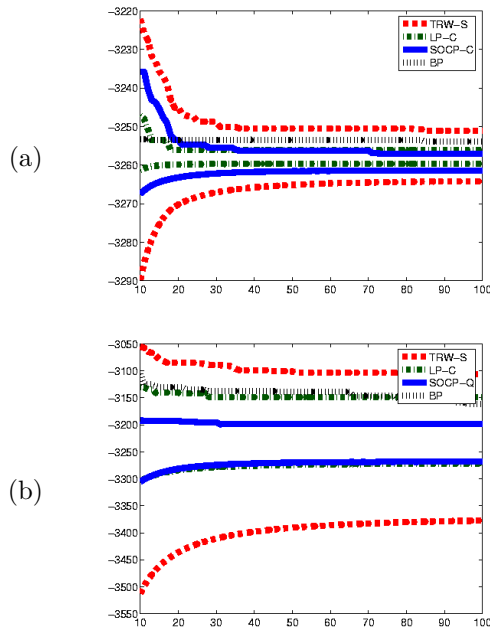 (a)
−3220
−3230
−3240
−3250
−3260
−3270
−3280
−3290
10 20 30 40 50 60 70 80 90 100
TRW−S
LP−C
SOCP−C
BP
(b)
−3050
−3100
−3150
−3200
−3250
−3300
−3350
−3400
−3450
−3500
−3550
10 20 30 40 50 60 70 80 90 100
TRW−S
LP−C
SOCP−Q
BP